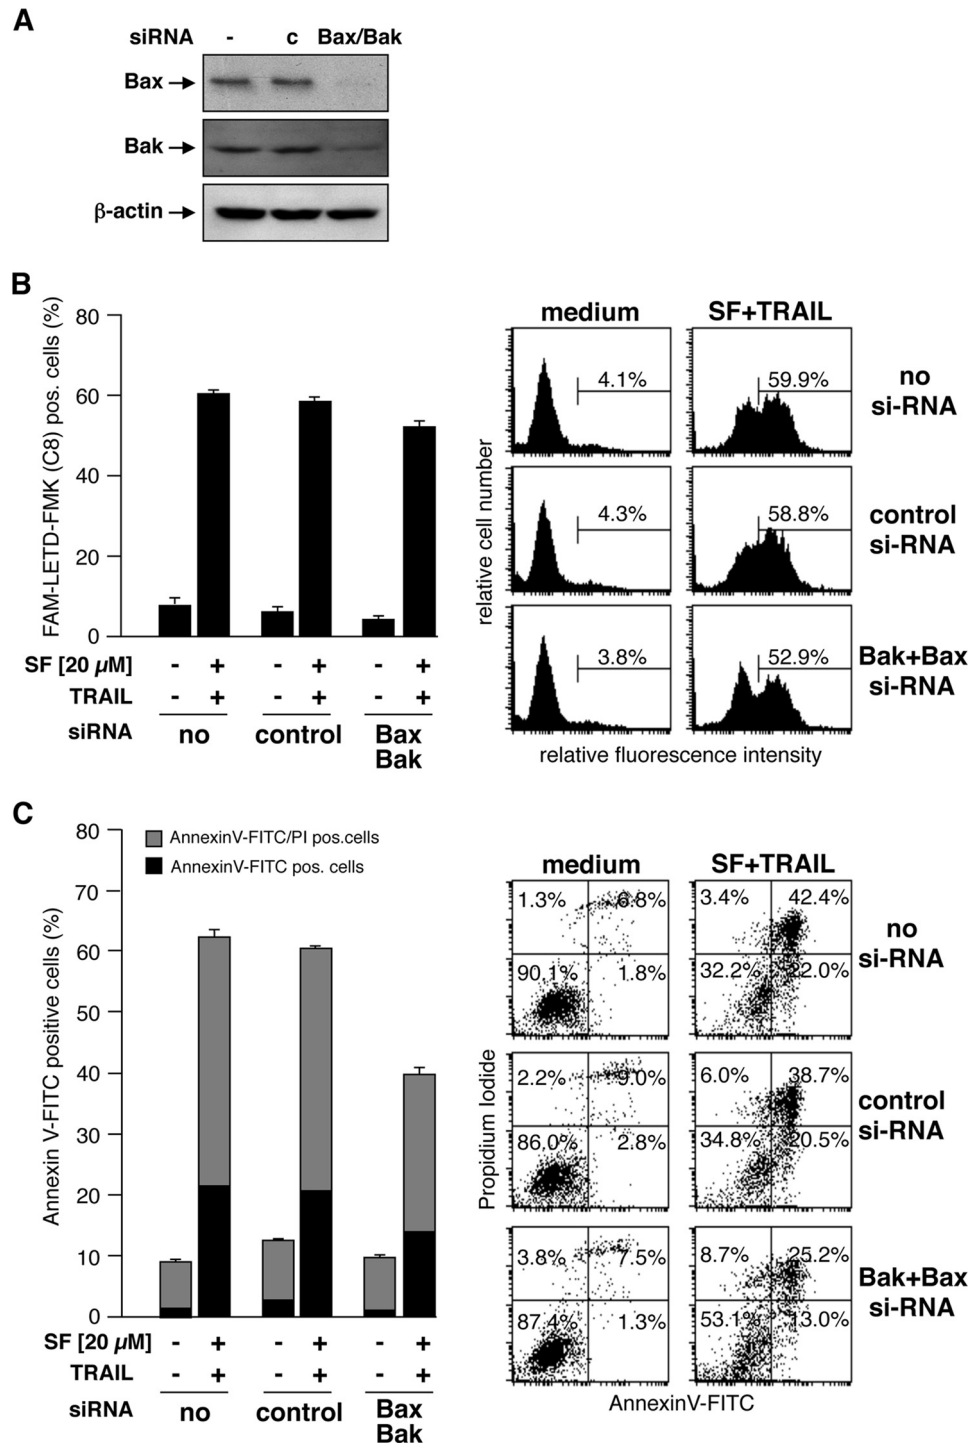 A
siRNA - c Bax/Bak
Bax
Bak
β-actin
B
FAM-LETD-FMK (C8) pos. cells (%)
80
60
40
20
0
SF [20 µM] - + - + - +
TRAIL - + - + - +
siRNA no control Bax
Bak
medium SF+TRAIL
relative cell number
4.1% 59.9% no
si-RNA
4.3% 58.8% control
si-RNA
3.8% 52.9% Bak+Bax
si-RNA
relative fluorescence intensity
C
Annexin V-FITC positive cells (%)
80
70
60
50
40
30
20
10
0
AnnexinV-FITC/PI pos.cells
AnnexinV-FITC pos. cells
SF [20 µM] - + - + - +
TRAIL - + - + - +
siRNA no control Bax
Bak
medium SF+TRAIL
Propidium Iodide
1.3% 6.8% 3.4% 42.4% no
si-RNA
90.1% 1.8% 32.2% 22.0%
2.2% 9.0% 6.0% 38.7% control
si-RNA
86.0% 2.8% 34.8% 20.5%
3.8% 7.5% 8.7% 25.2% Bak+Bax
si-RNA
87.4% 1.3% 53.1% 13.0%
AnnexinV-FITC